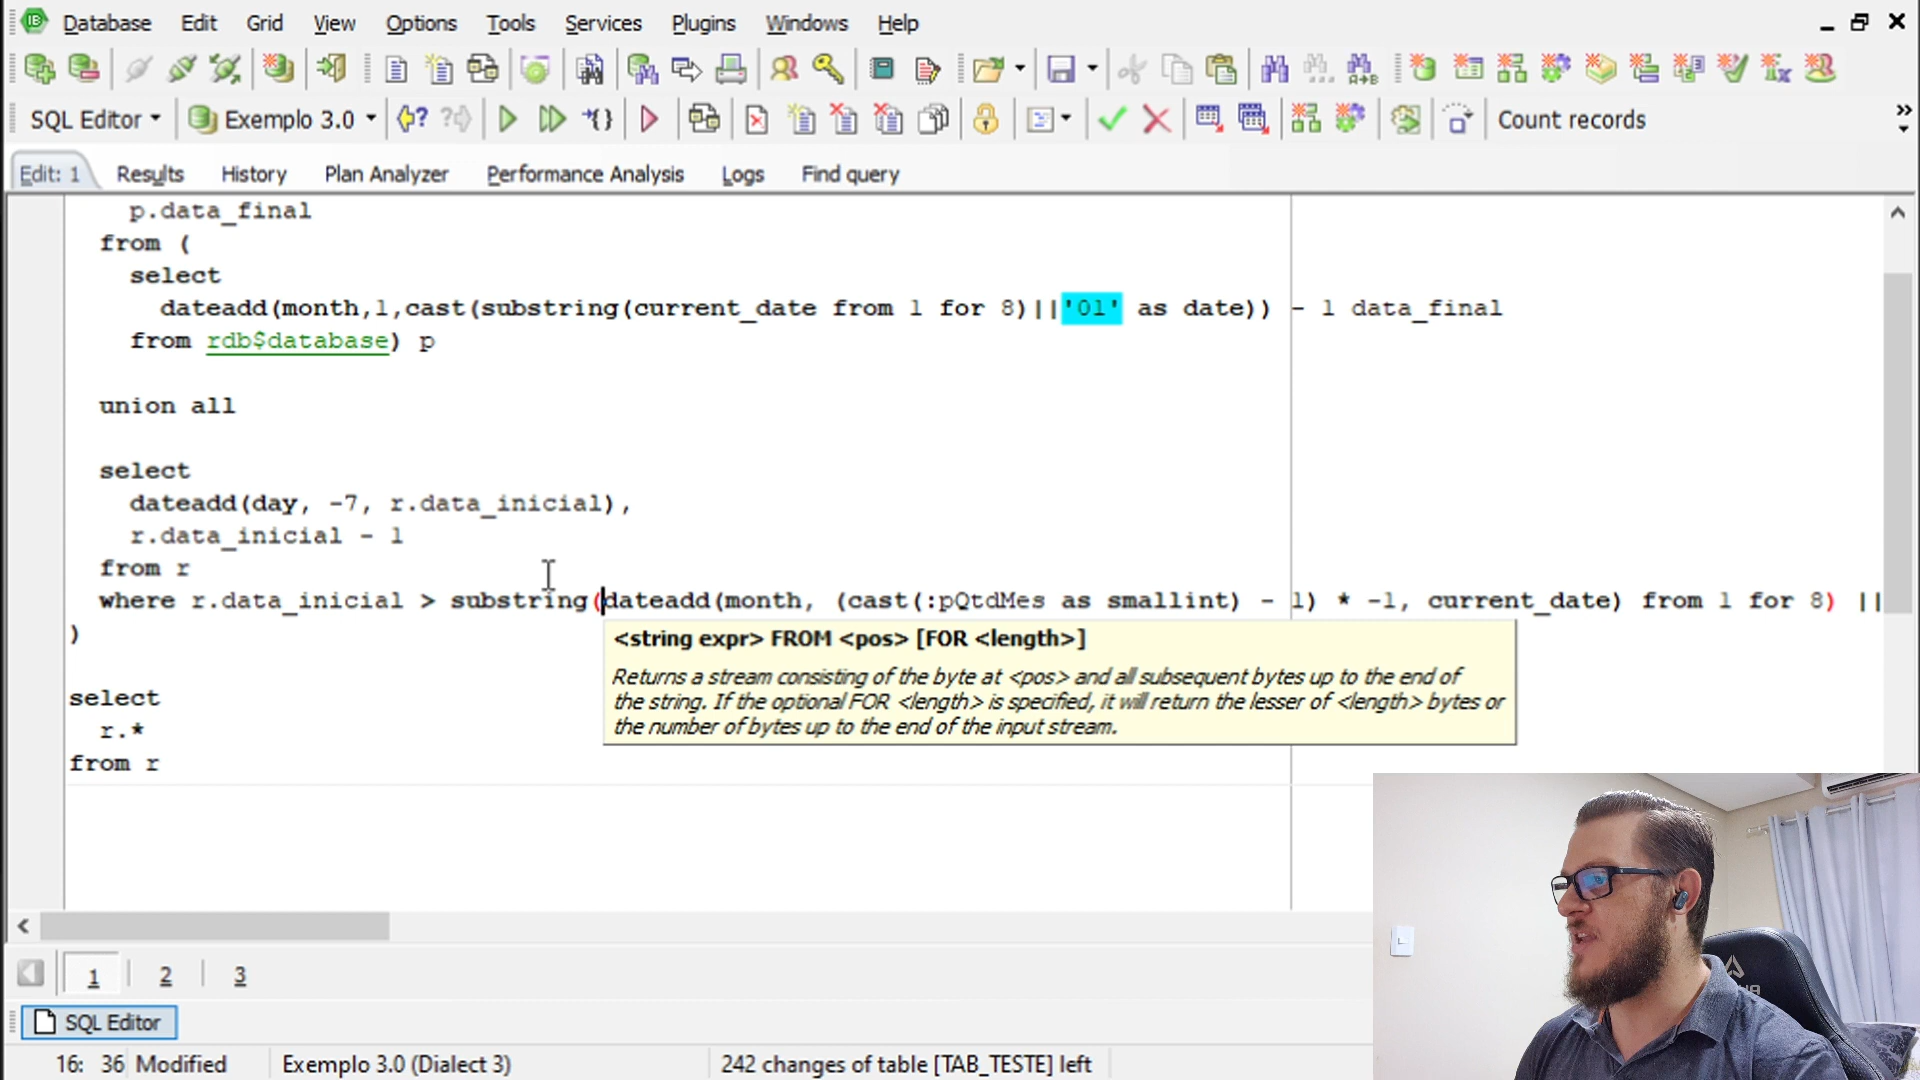 Database Edit Grid View Options Tools Services Plugins Windows Help
SQL Editor Exemplo 3.0 Count records
Edit: 1 Results History Plan Analyzer Performance Analysis Logs Find query
p.data_final
from (
select
dateadd(month,1,cast(substring(current_date from 1 for 8)||'01' as date)) - 1 data_final
from rdb$database) p
union all
select
dateadd(day, -7, r.data_inicial),
r.data_inicial - 1
from r
where r.data_inicial > substring(dateadd(month, (cast(:pQtdMes as smallint) - 1) * -1, current_date) from 1 for 8) ||
)
<string expr> FROM <pos> [FOR <length>]
Returns a stream consisting of the byte at <pos> and all subsequent bytes up to the end of
the string. If the optional FOR <length> is specified, it will return the lesser of <length> bytes or
the number of bytes up to the end of the input stream.
select
r.*
from r
1 2 3
SQL Editor
16: 36 Modified Exemplo 3.0 (Dialect 3) 242 changes of table [TAB_TESTE] left